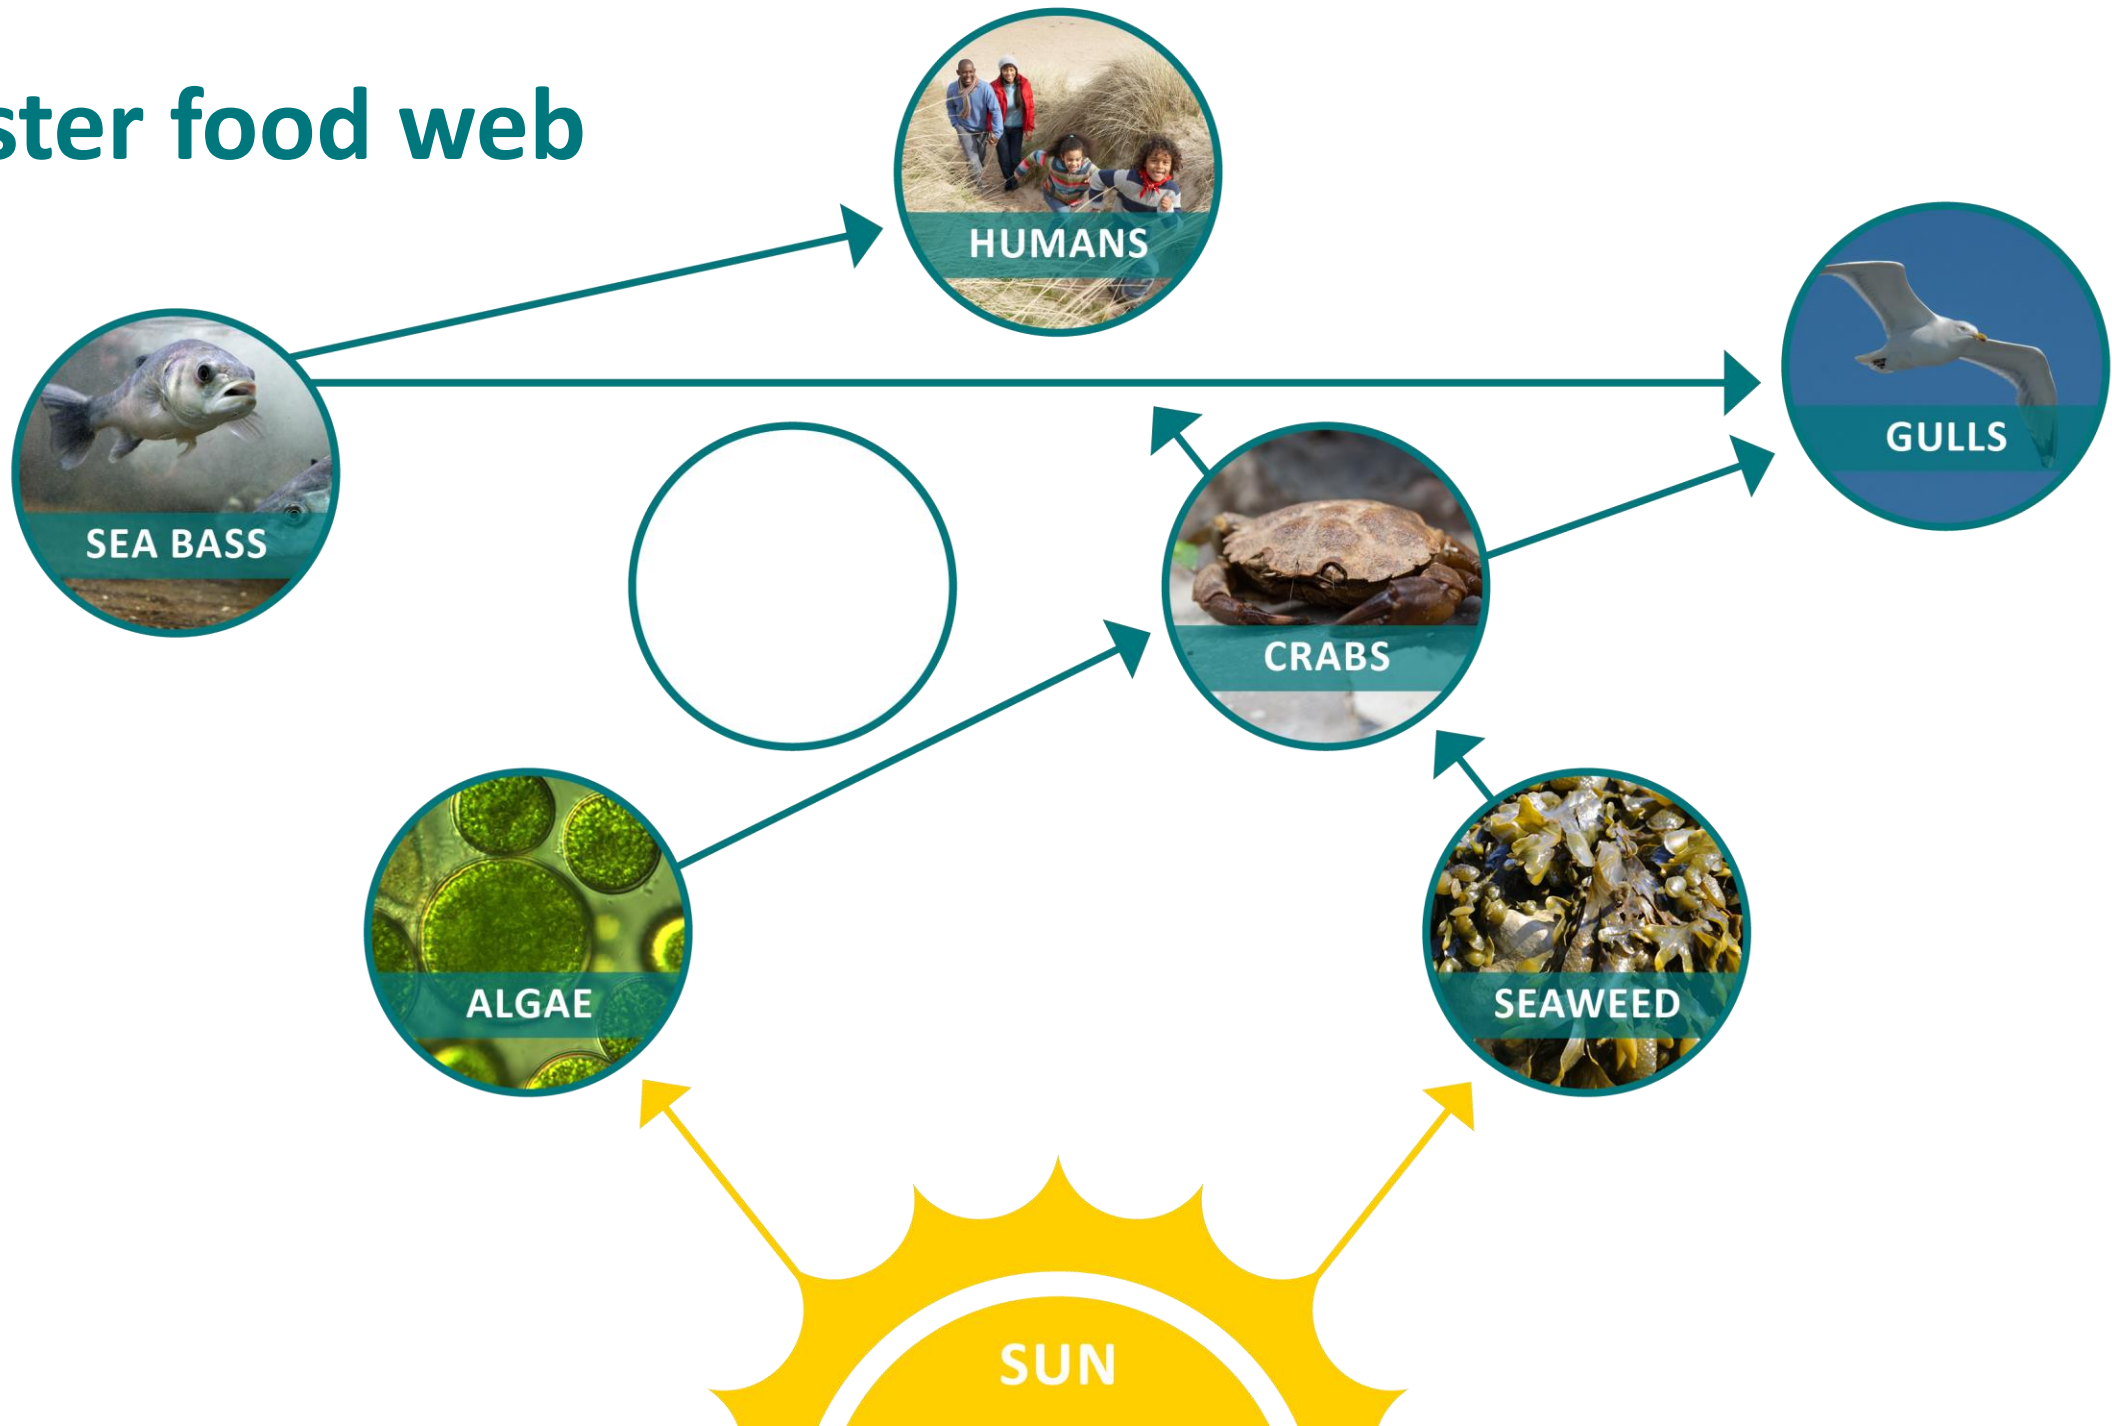 ster food web
HUMANS
GULLS
SEA BASS
CRABS
ALGAE
SEAWEED
SUN